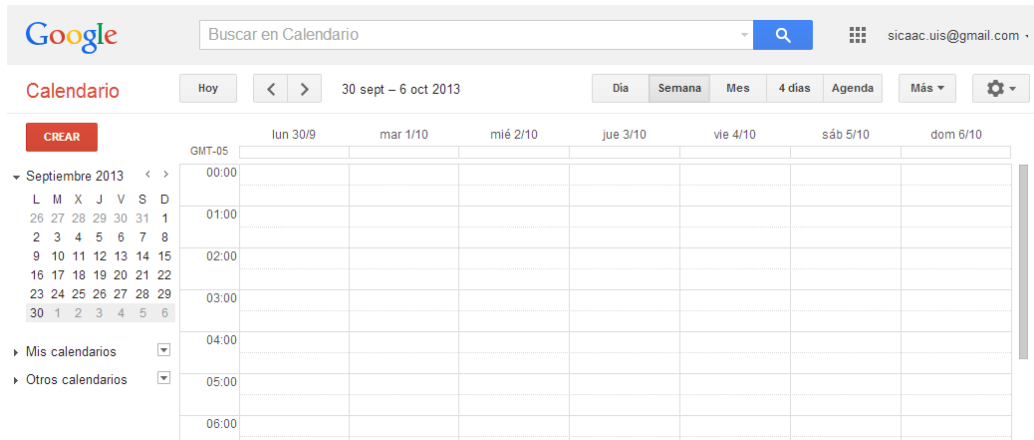 Google Buscar en Calendario sicaac.uis@gmail.com
Calendario Hoy 30 sept – 6 oct 2013 Día Semana Mes 4 días Agenda Más
CREAR
lun 30/9 mar 1/10 mié 2/10 jue 3/10 vie 4/10 sáb 5/10 dom 6/10
GMT-05
Septiembre 2013
L M X J V S D
26 27 28 29 30 31 1
2 3 4 5 6 7 8
9 10 11 12 13 14 15
16 17 18 19 20 21 22
23 24 25 26 27 28 29
30 1 2 3 4 5 6
Mis calendarios
Otros calendarios
00:00
01:00
02:00
03:00
04:00
05:00
06:00